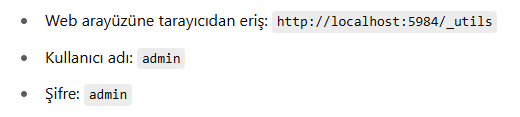 • Web arayüzüne tarayıcıdan eriş: http://localhost:5984/_utils
• Kullanıcı adı: admin
• Şifre: admin